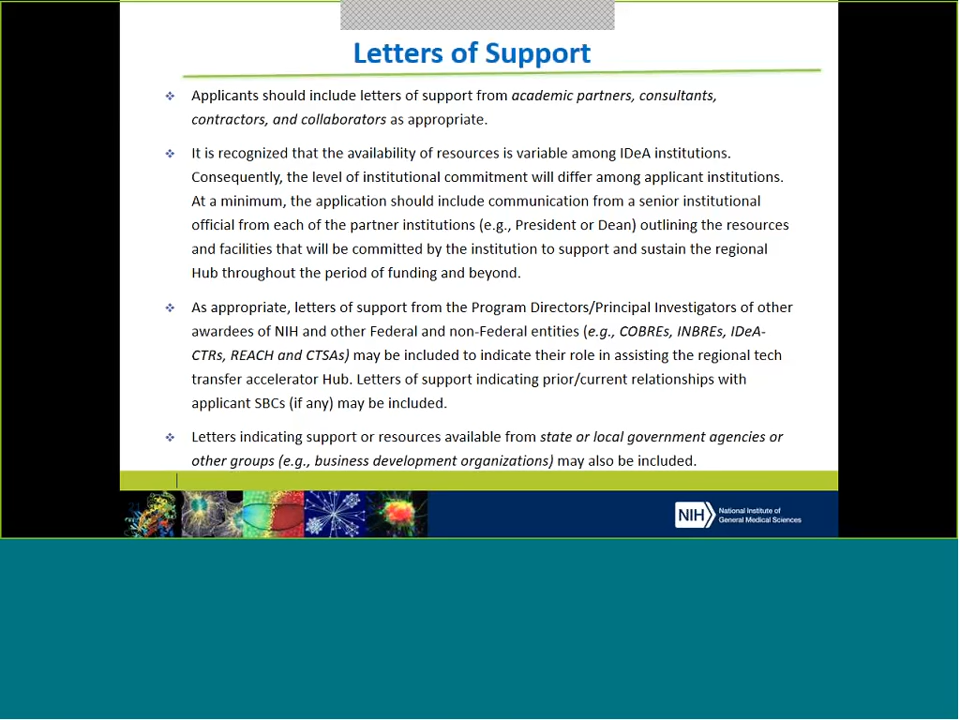 Letters of Support
❖ Applicants should include letters of support from academic partners, consultants,
contractors, and collaborators as appropriate.
❖ It is recognized that the availability of resources is variable among IDeA institutions.
Consequently, the level of institutional commitment will differ among applicant institutions.
At a minimum, the application should include communication from a senior institutional
official from each of the partner institutions (e.g., President or Dean) outlining the resources
and facilities that will be committed by the institution to support and sustain the regional
Hub throughout the period of funding and beyond.
❖ As appropriate, letters of support from the Program Directors/Principal Investigators of other
awardees of NIH and other Federal and non-Federal entities (e.g., COBREs, INBREs, IDeA-
CTRs, REACH and CTSAs) may be included to indicate their role in assisting the regional tech
transfer accelerator Hub. Letters of support indicating prior/current relationships with
applicant SBCs (if any) may be included.
❖ Letters indicating support or resources available from state or local government agencies or
other groups (e.g., business development organizations) may also be included.
NIH National Institute of
General Medical Sciences